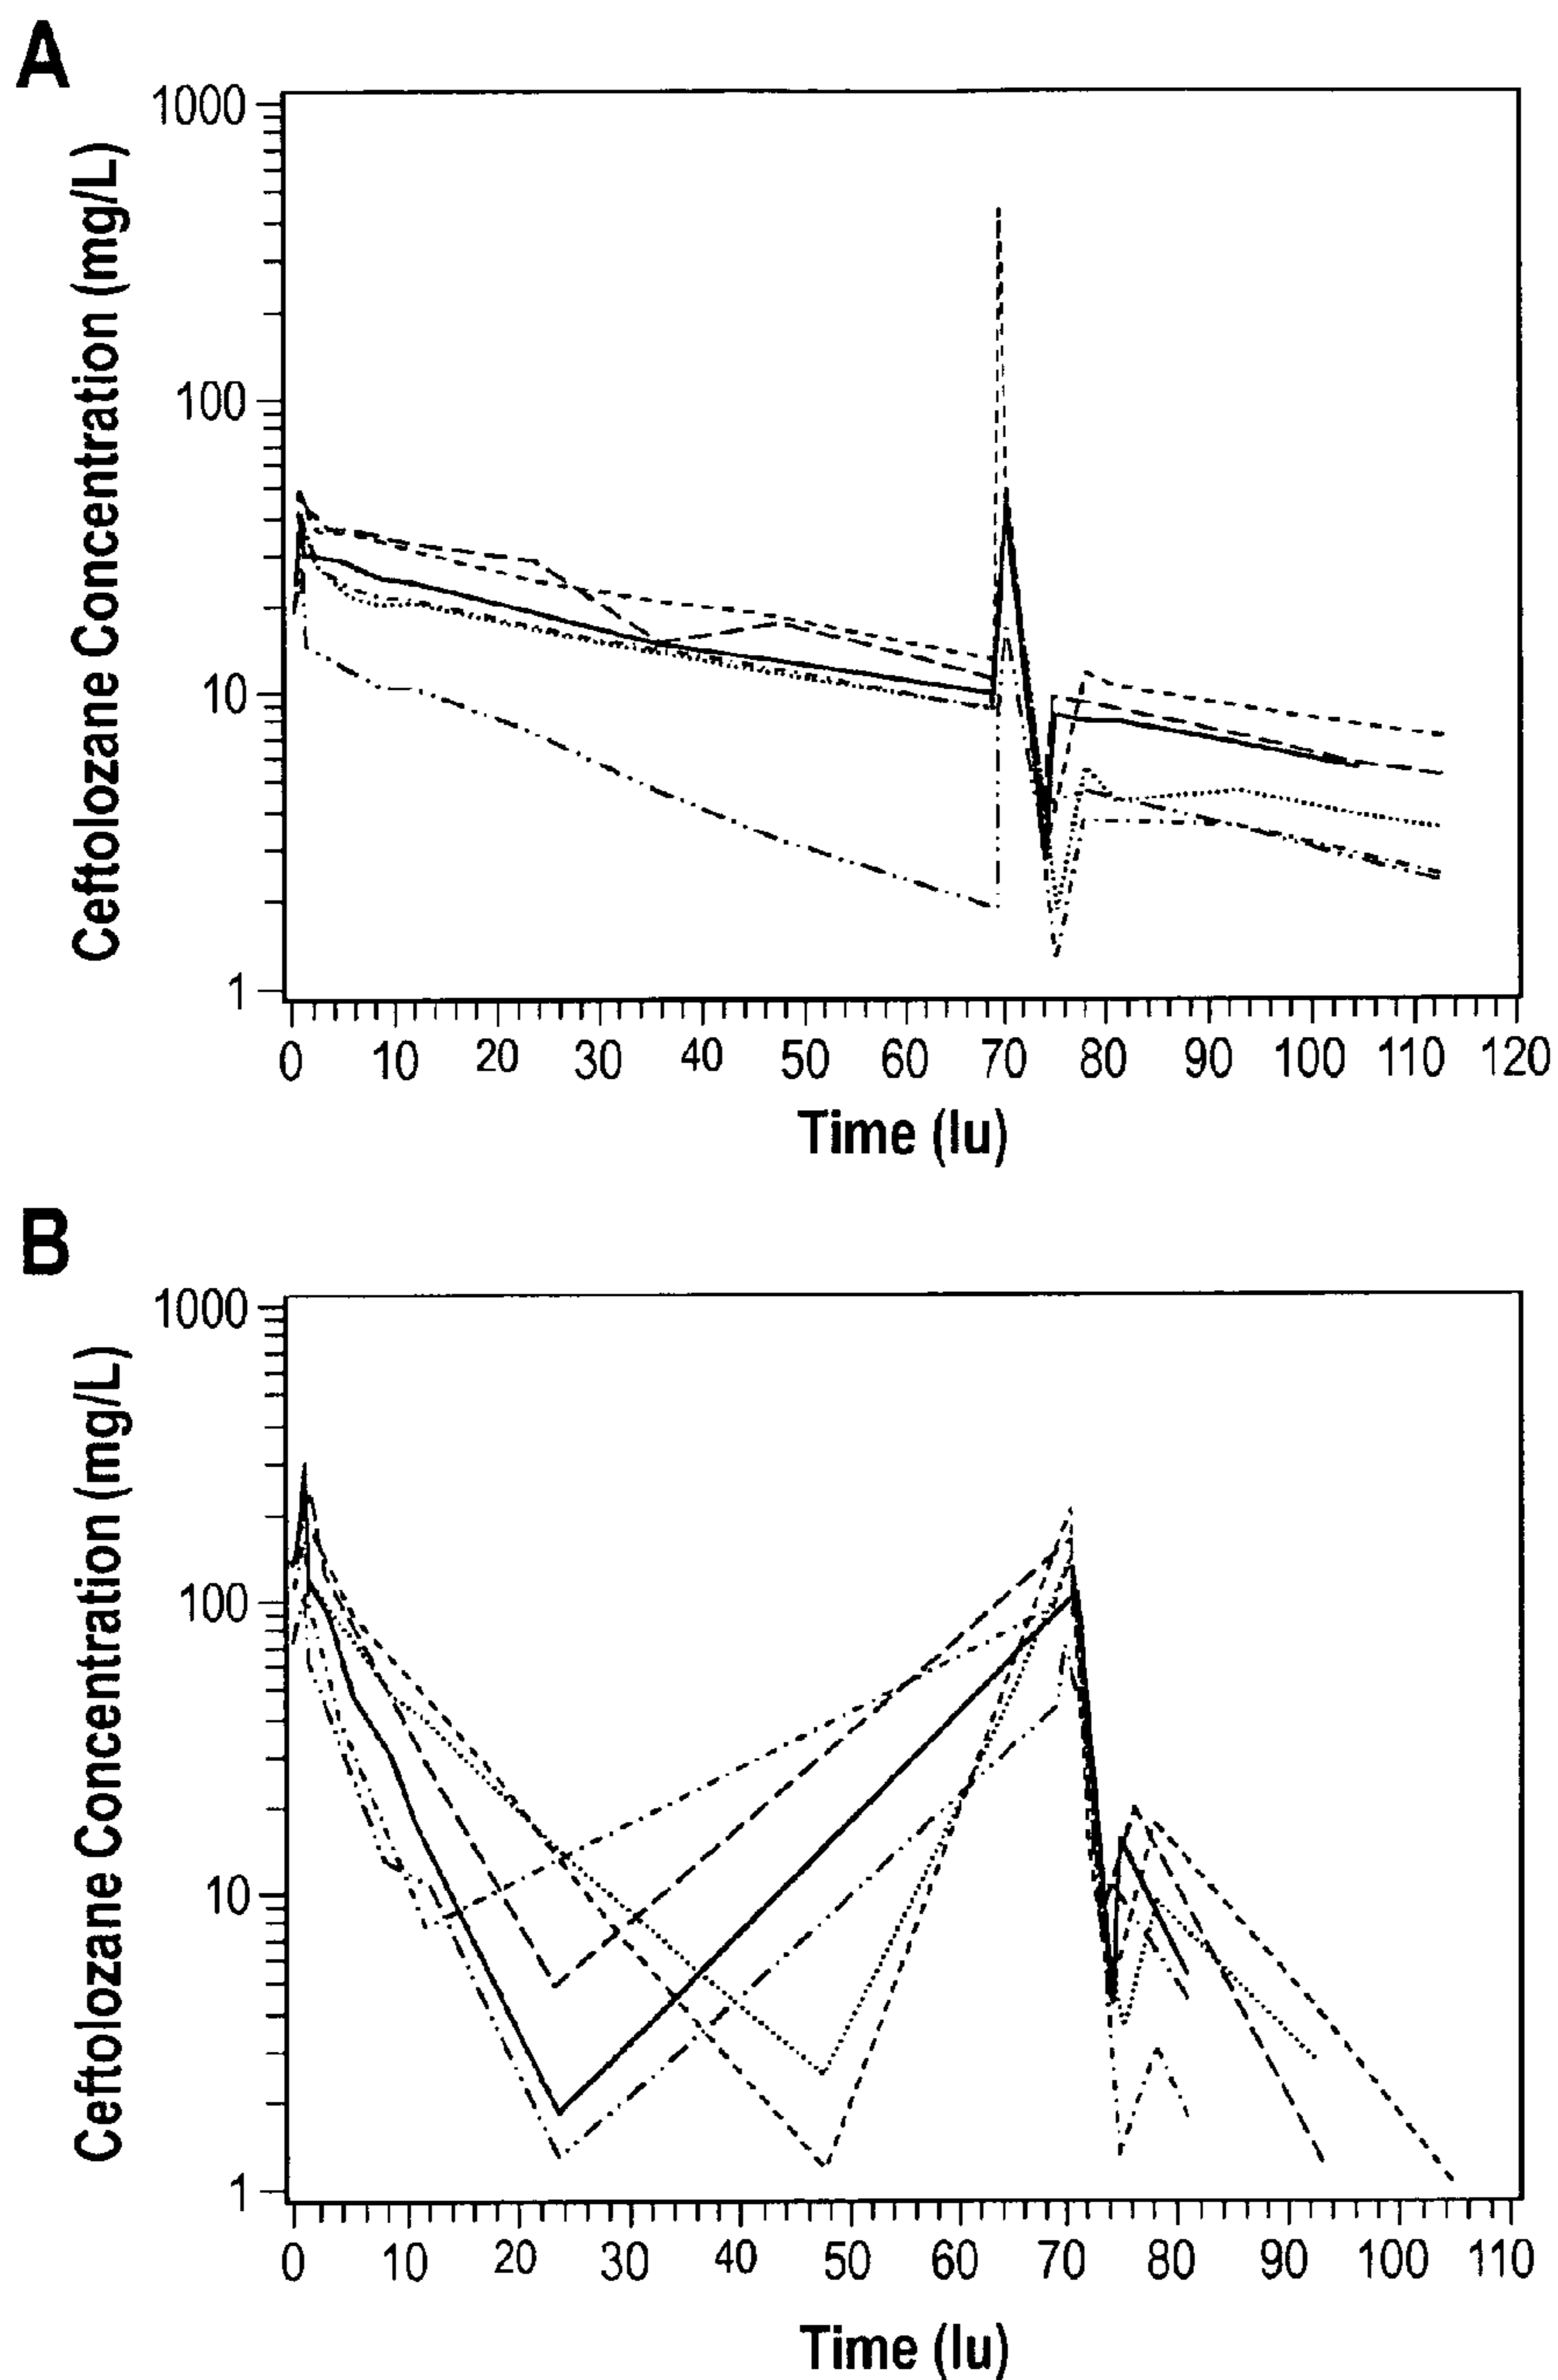 A
Ceftolozane Concentration (mg/L)
1000
100
10
1
0 10 20 30 40 50 60 70 80 90 100 110 120
Time (lu)
B
Ceftolozane Concentration (mg/L)
1000
100
10
1
0 10 20 30 40 50 60 70 80 90 100 110
Time (lu)